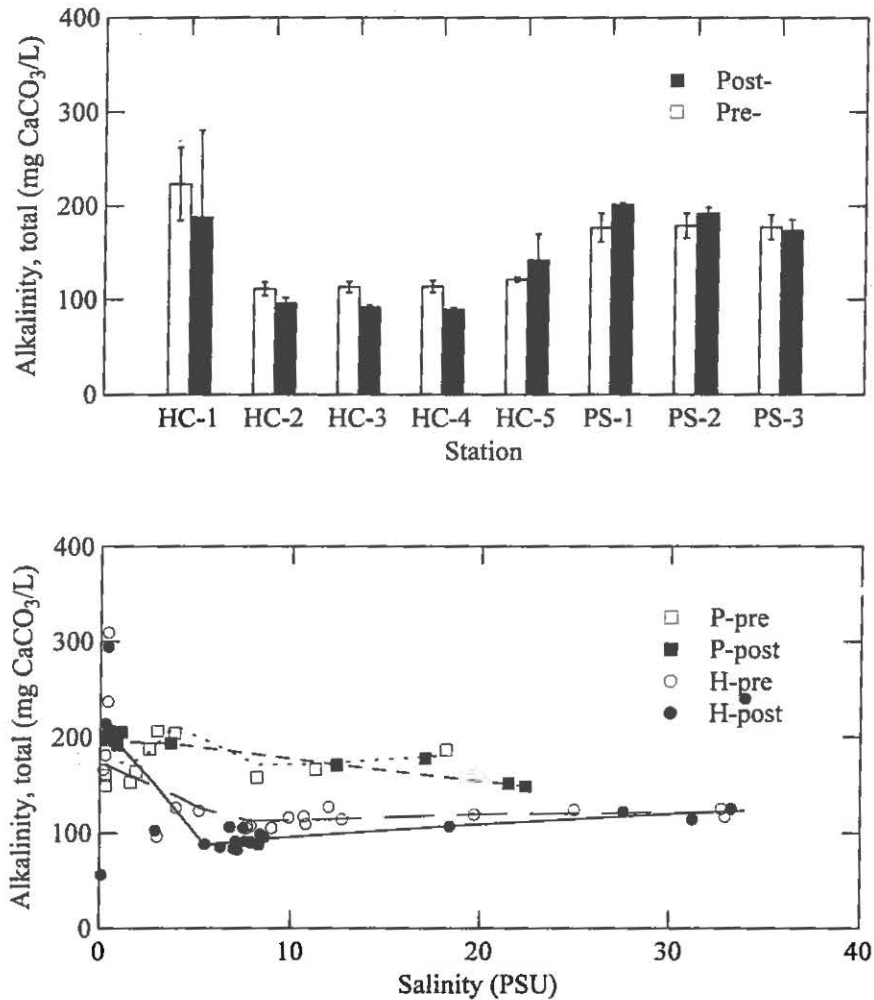 400
300
200
100
0
Alkalinity, total (mg CaCO₃/L)
Post-
Pre-
HC-1 HC-2 HC-3 HC-4 HC-5 PS-1 PS-2 PS-3
Station
400
300
200
100
0
Alkalinity, total (mg CaCO₃/L)
P-pre
P-post
H-pre
H-post
0 10 20 30 40
Salinity (PSU)